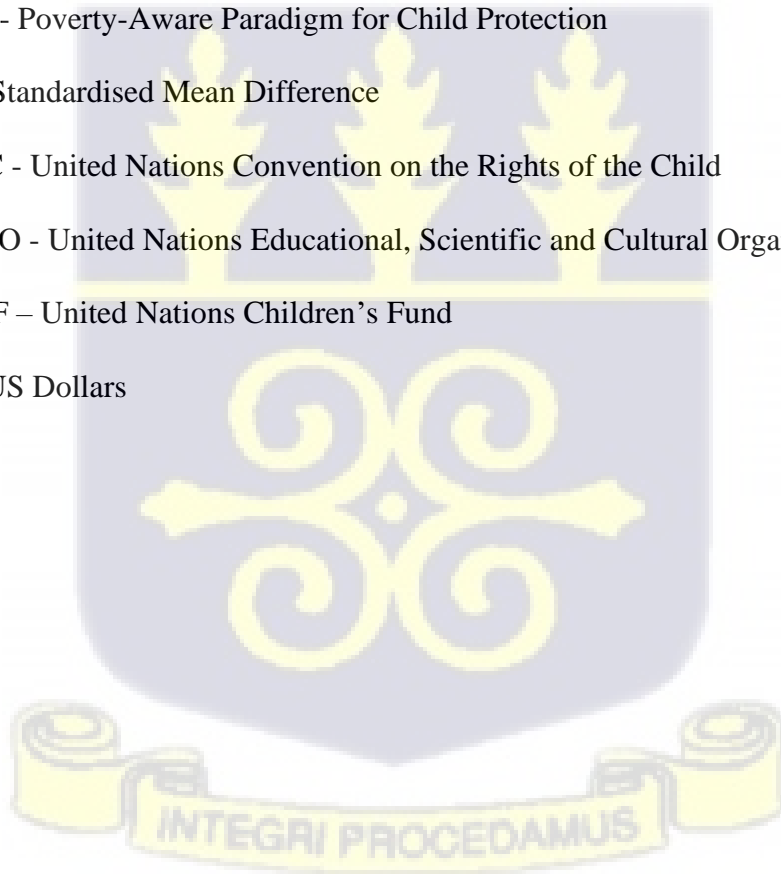 - Poverty-Aware Paradigm for Child Protection
Standardised Mean Difference
- United Nations Convention on the Rights of the Child
O - United Nations Educational, Scientific and Cultural Orga
F – United Nations Children’s Fund
US Dollars
INTEGRI PROCEDAMUS